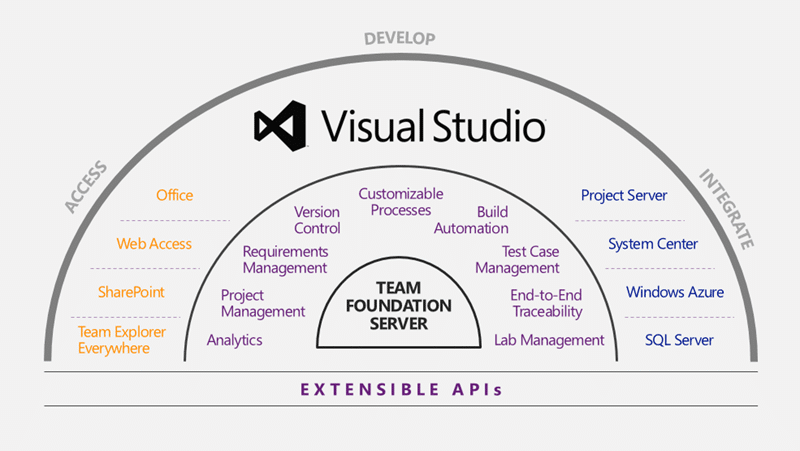 DEVELOP
ACCESS
INTEGRATE
Visual Studio
Office
Web Access
SharePoint
Team Explorer
Everywhere
Customizable
Processes
Version
Control
Build
Automation
Requirements
Management
Test Case
Management
Project
Management
End-to-End
Traceability
Analytics
Lab Management
TEAM
FOUNDATION
SERVER
Project Server
System Center
Windows Azure
SQL Server
EXTENSIBLE APIs